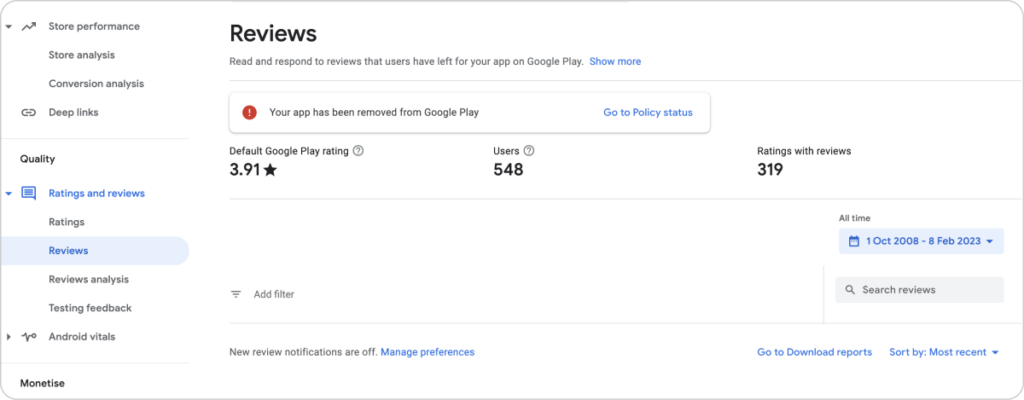 Store performance
Store analysis
Conversion analysis
Deep links
Quality
Ratings and reviews
Ratings
Reviews
Reviews analysis
Testing feedback
Android vitals
Monetise
Reviews
Read and respond to reviews that users have left for your app on Google Play. Show more
Your app has been removed from Google Play Go to Policy status
Default Google Play rating Users Ratings with reviews
3.91★ 548 319
All time
1 Oct 2008 - 8 Feb 2023
Add filter Search reviews
New review notifications are off. Manage preferences Go to Download reports Sort by: Most recent